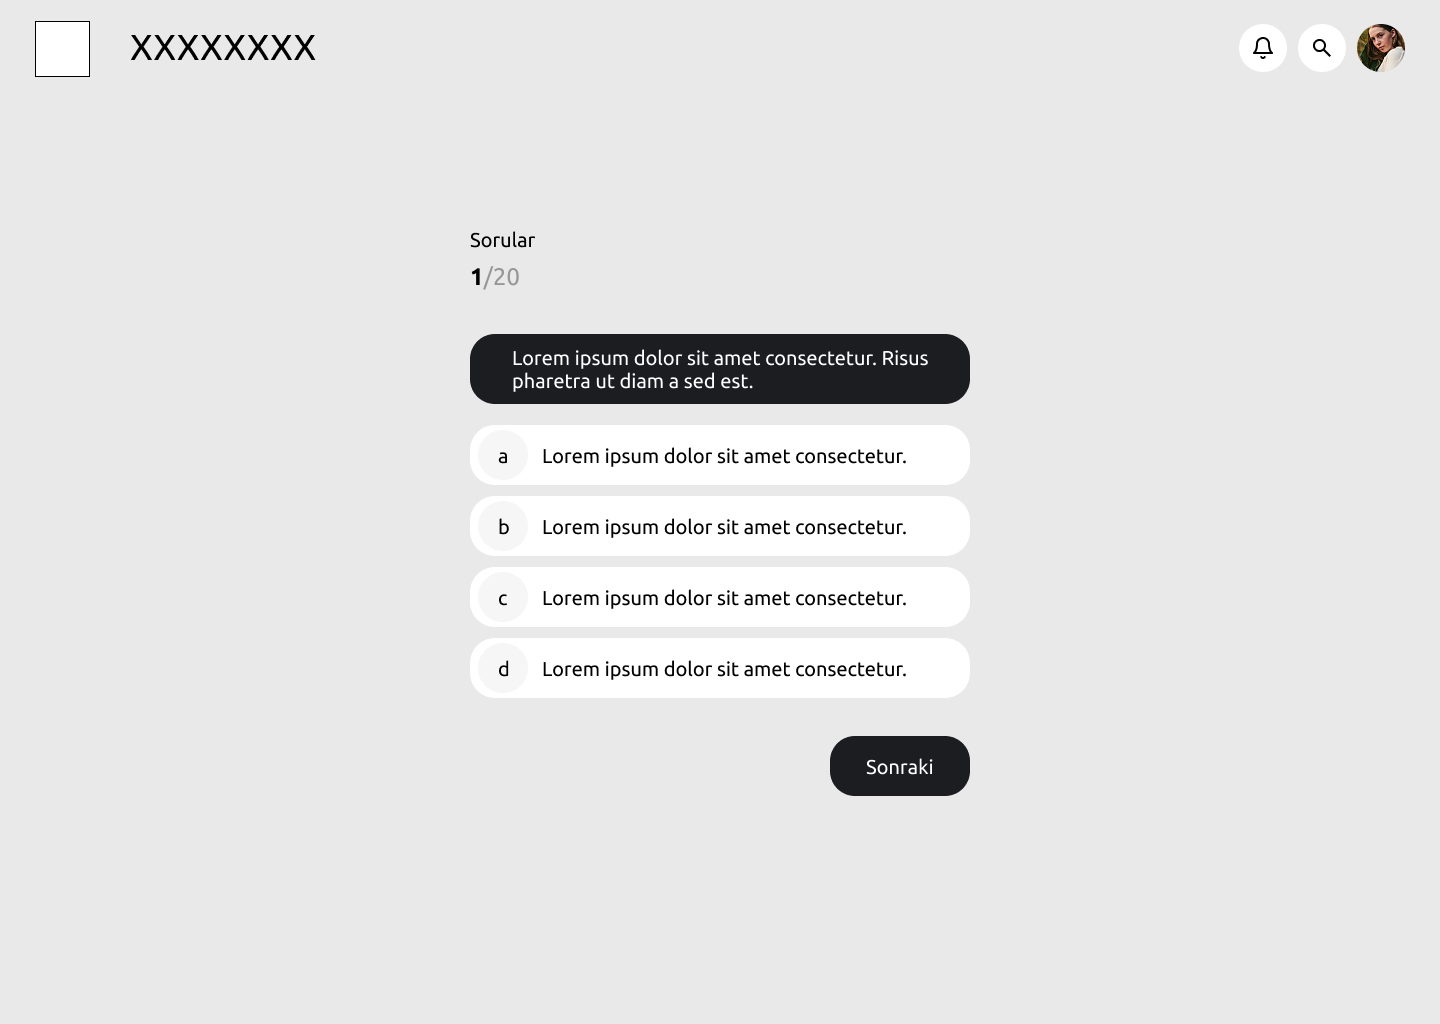 XXXXXXXX
Sorular
1/20
Lorem ipsum dolor sit amet consectetur. Risus
pharetra ut diam a sed est.
a Lorem ipsum dolor sit amet consectetur.
b Lorem ipsum dolor sit amet consectetur.
c Lorem ipsum dolor sit amet consectetur.
d Lorem ipsum dolor sit amet consectetur.
Sonraki